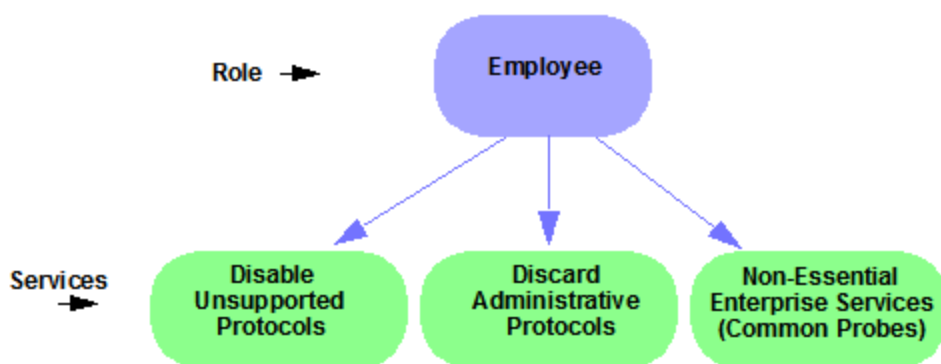 Role
Employee
Services
Disable
Unsupported
Protocols
Discard
Administrative
Protocols
Non-Essential
Enterprise Services
(Common Probes)